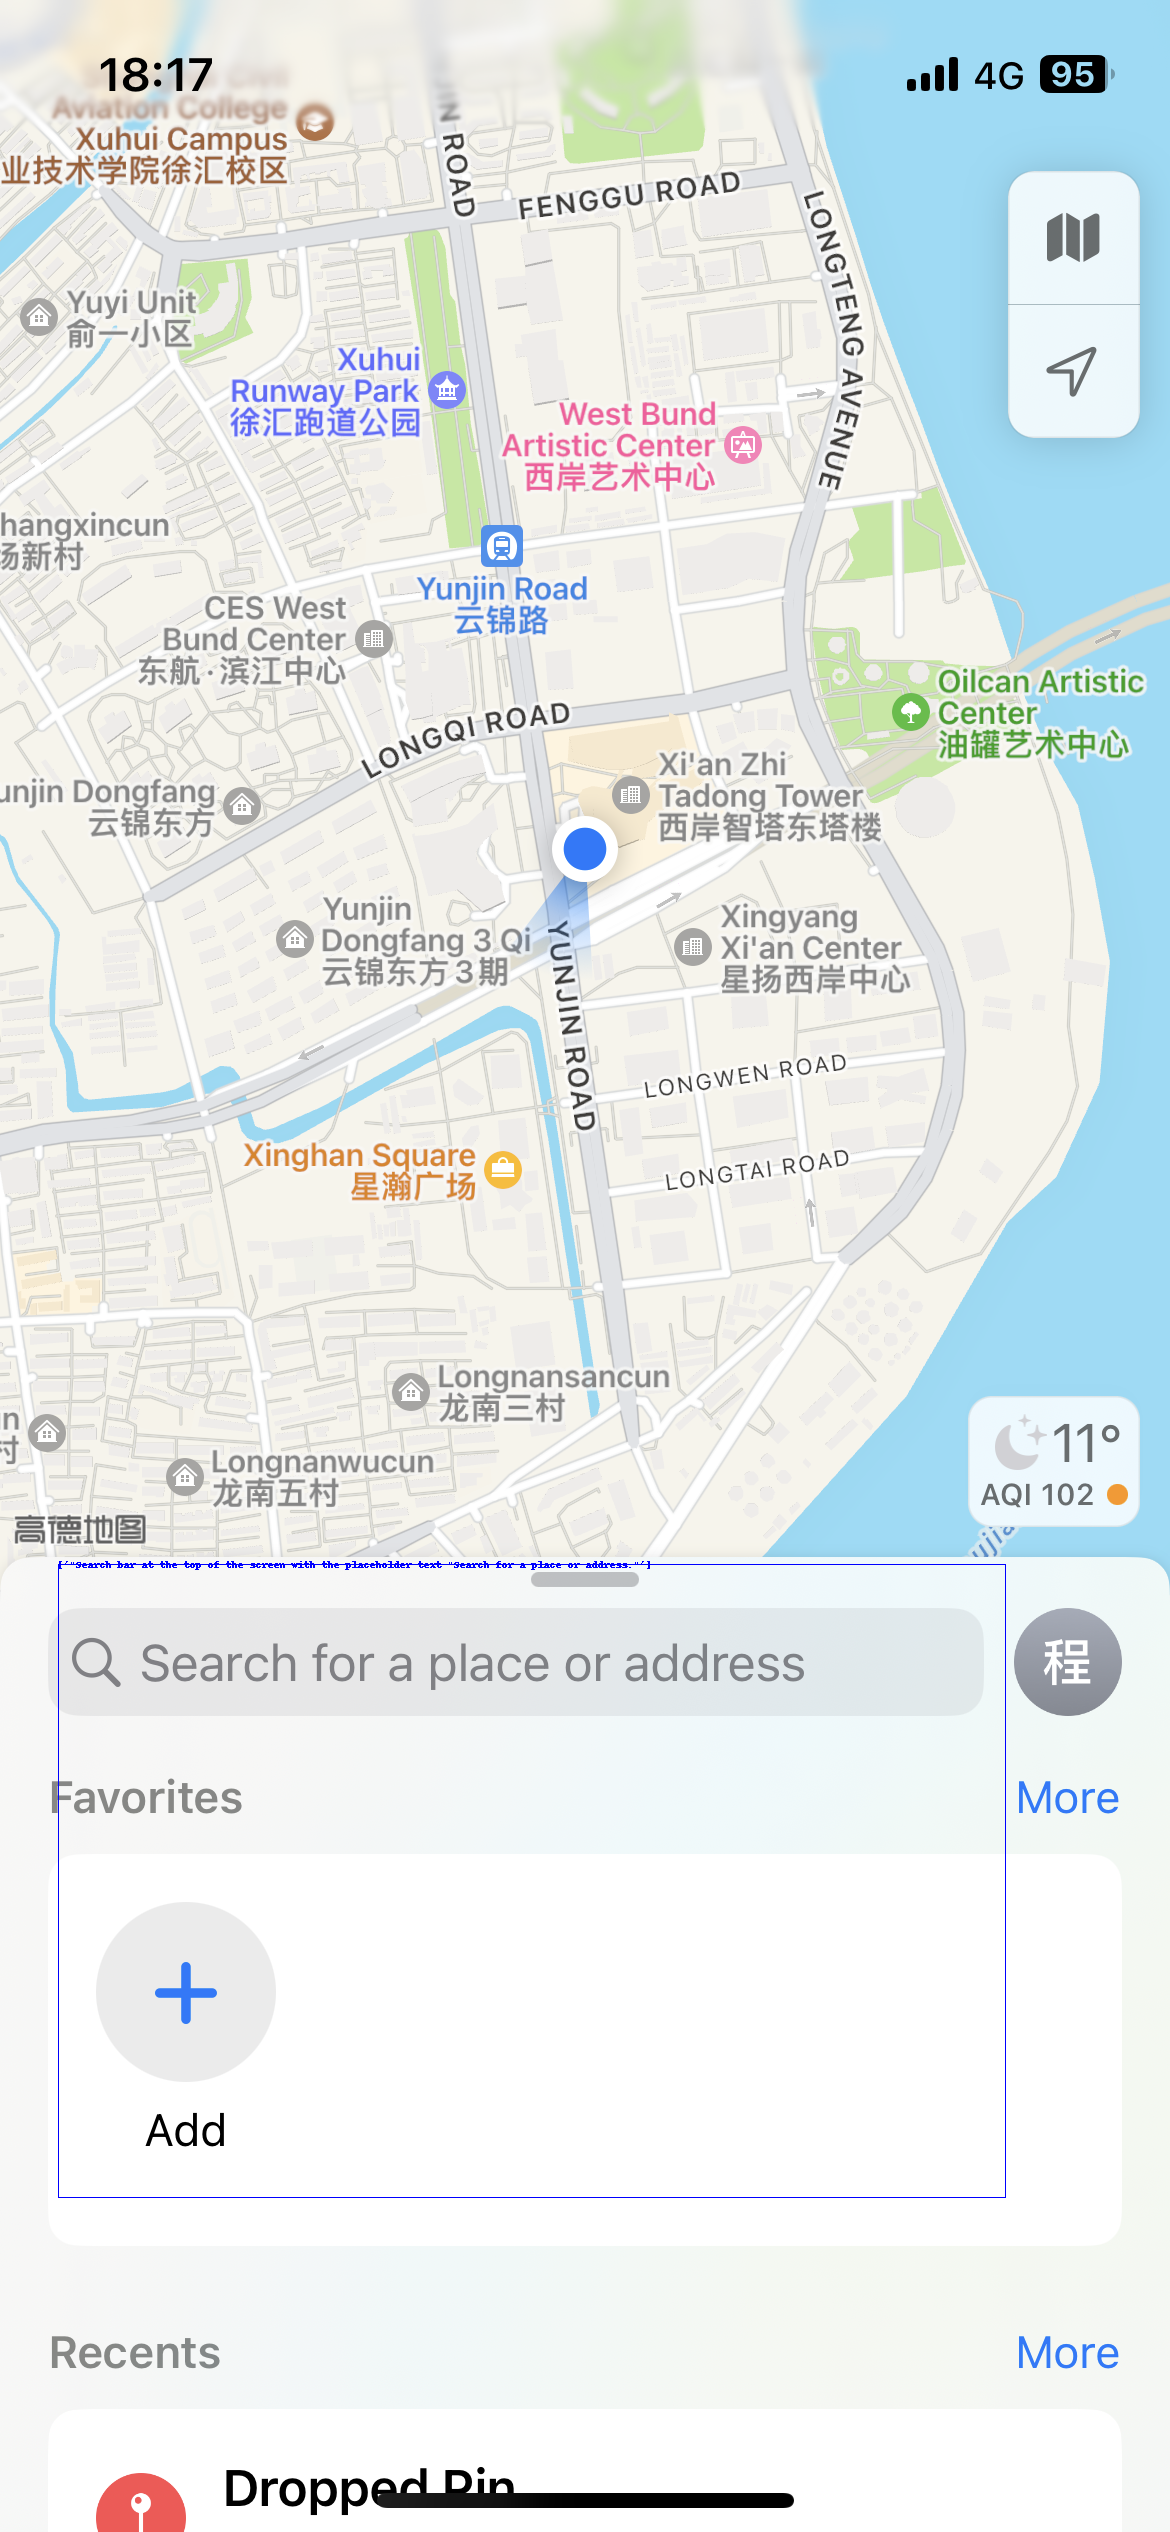 18:17
4G
95
Aviation College
Xuhui Campus
业技术学院徐汇校区
JIN ROAD
FENGGU ROAD
LONGTENG AVENUE
Yuyi Unit
俞一小区
Xuhui
Runway Park
徐汇跑道公园
West Bund
Artistic Center
西岸艺术中心
hangxincun
场新村
Yunjin Road
云锦路
CES West
Bund Center
东航·滨江中心
Oilcan Artistic
Center
油罐艺术中心
LONGQI ROAD
Xi'an Zhi
Tadong Tower
西岸智塔东塔楼
unjin Dongfang
云锦东方
Yunjin
Dongfang 3 Qi
云锦东方3期
Xingyang
Xi'an Center
星扬西岸中心
YUNJIN ROAD
LONGWEN ROAD
LONGTAI ROAD
Xinghan Square
星瀚广场
Longnansancun
龙南三村
n
村
Longnanwucun
龙南五村
11°
AQI 102
高德地图
ujia
['"Search bar at the top of the screen with the placeholder text "Search for a place or address."']
Search for a place or address
程
Favorites
More
Add
Recents
More
Dropped Pin